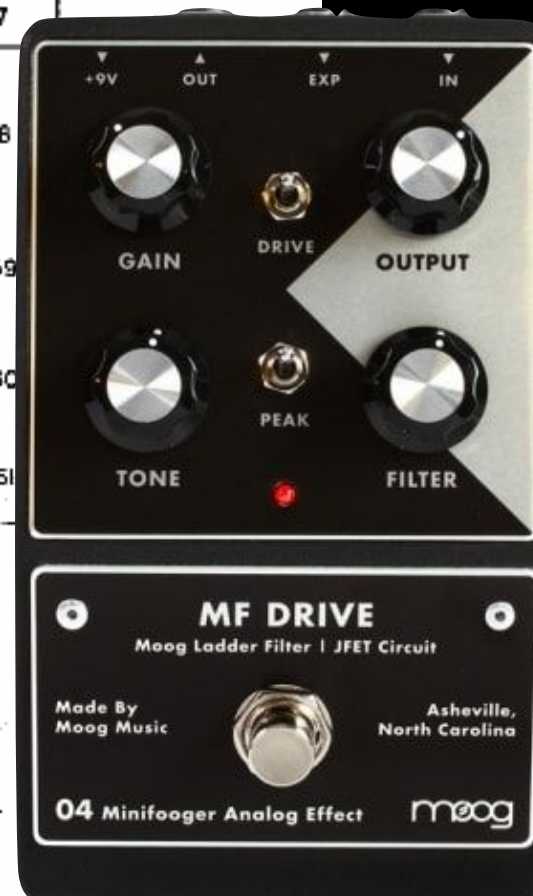 +9V OUT EXP IN
GAIN DRIVE OUTPUT
TONE PEAK FILTER
MF DRIVE
Moog Ladder Filter | JFET Circuit
Made By
Moog Music
Asheville,
North Carolina
04 Minifooger Analog Effect
moog